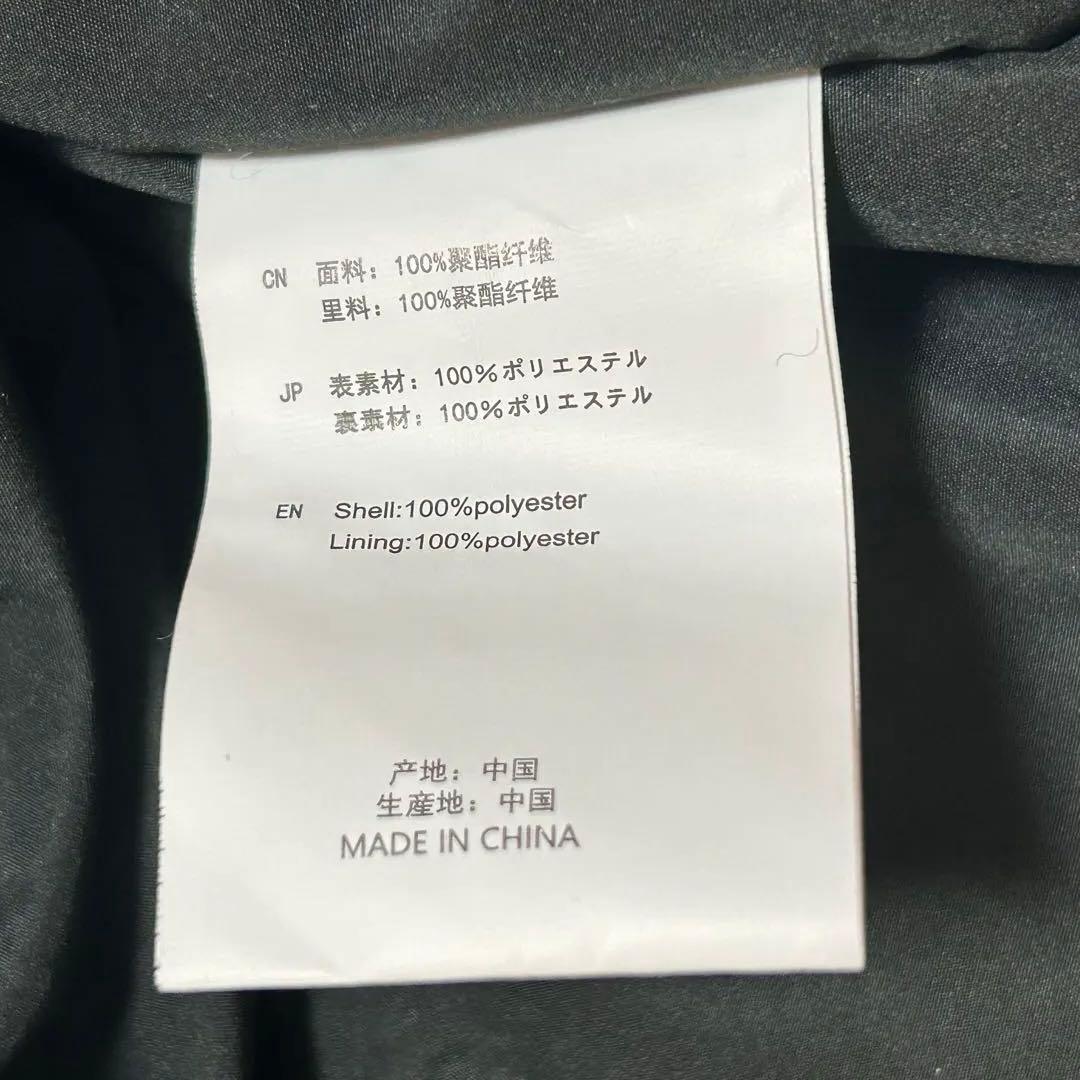 CN 面料：100%聚酯纤维
里料：100%聚酯纤维
JP 表素材：100%ポリエステル
裏素材：100%ポリエステル
EN Shell:100%polyester
Lining:100%polyester
产地：中国
生産地：中国
MADE IN CHINA